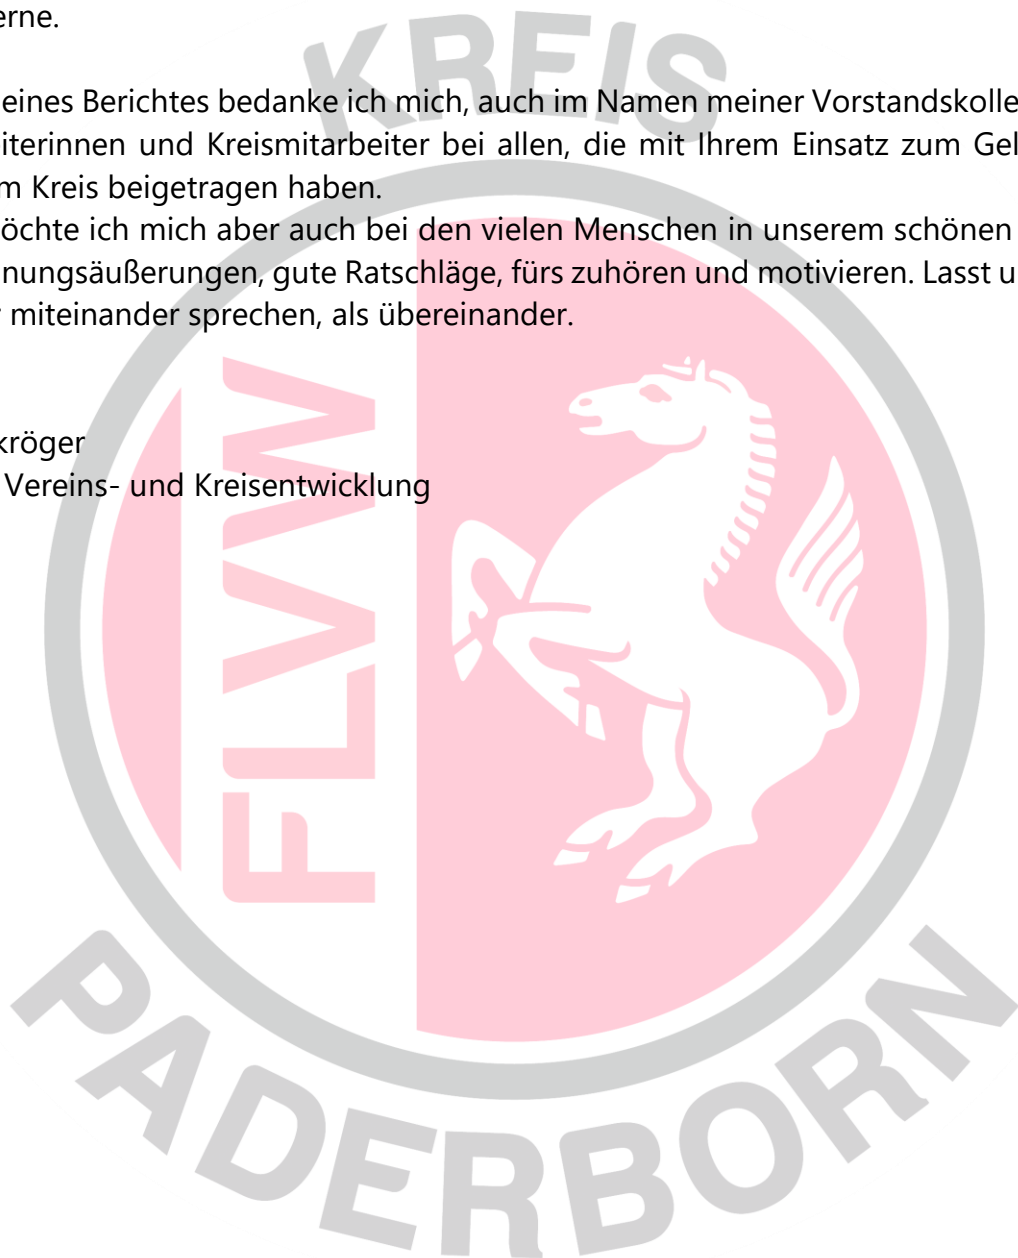 KREIS
erne.
eines Berichtes bedanke ich mich, auch im Namen meiner Vorstandskolle
iterinnen und Kreismitarbeiter bei allen, die mit Ihrem Einsatz zum Gel
m Kreis beigetragen haben.
öchte ich mich aber auch bei den vielen Menschen in unserem schönen
nungsäußerungen, gute Ratschläge, fürs zuhören und motivieren. Lasst u
miteinander sprechen, als übereinander.
kröger
Vereins- und Kreisentwicklung
FLVW
PADERBORN